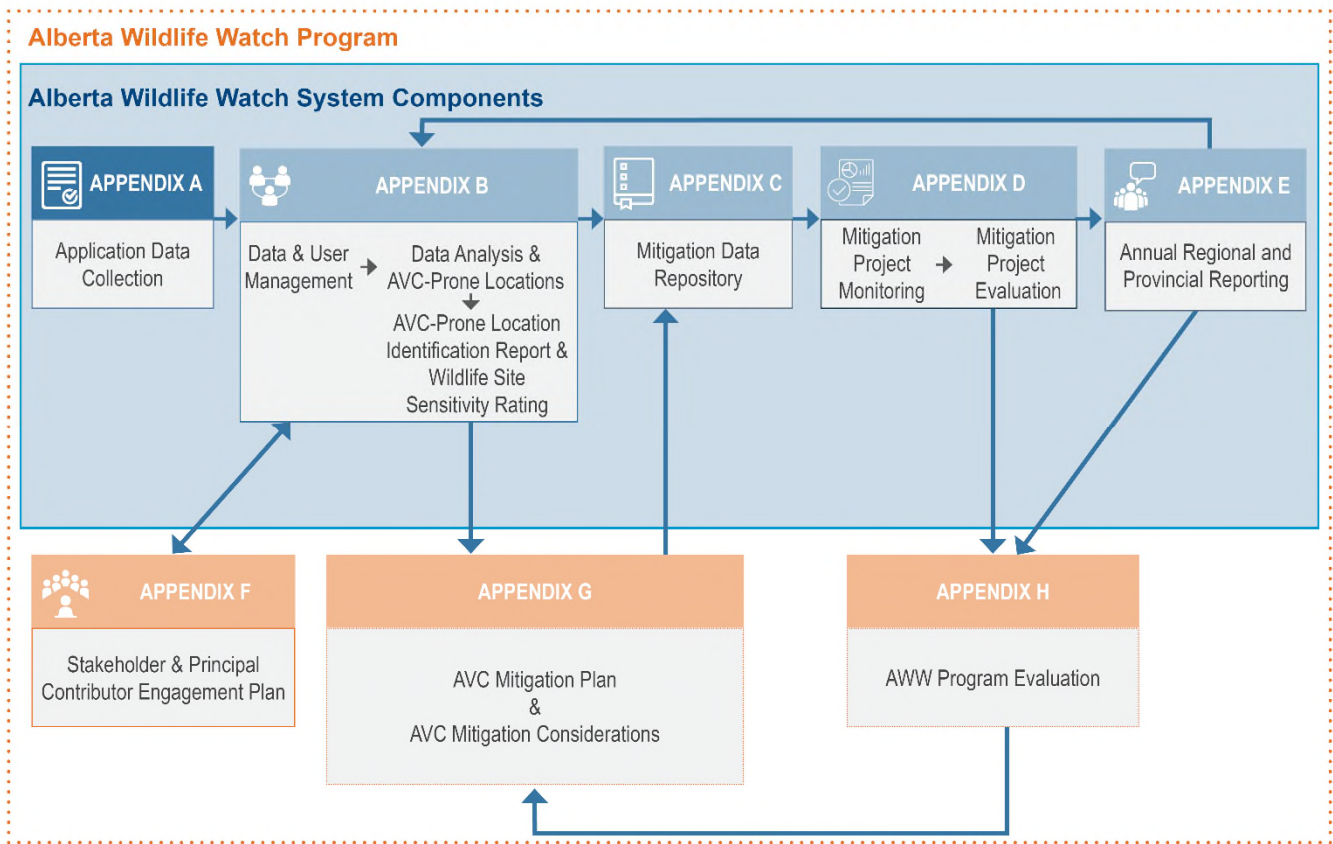 Alberta Wildlife Watch Program
Alberta Wildlife Watch System Components
APPENDIX A
Application Data
Collection
APPENDIX B
Data & User
Management
Data Analysis &
AVC-Prone Locations
AVC-Prone Location
Identification Report &
Wildlife Site
Sensitivity Rating
APPENDIX C
Mitigation Data
Repository
APPENDIX D
Mitigation
Project
Monitoring
Mitigation
Project
Evaluation
APPENDIX E
Annual Regional and
Provincial Reporting
APPENDIX F
Stakeholder & Principal
Contributor Engagement Plan
APPENDIX G
AVC Mitigation Plan
&
AVC Mitigation Considerations
APPENDIX H
AWW Program Evaluation